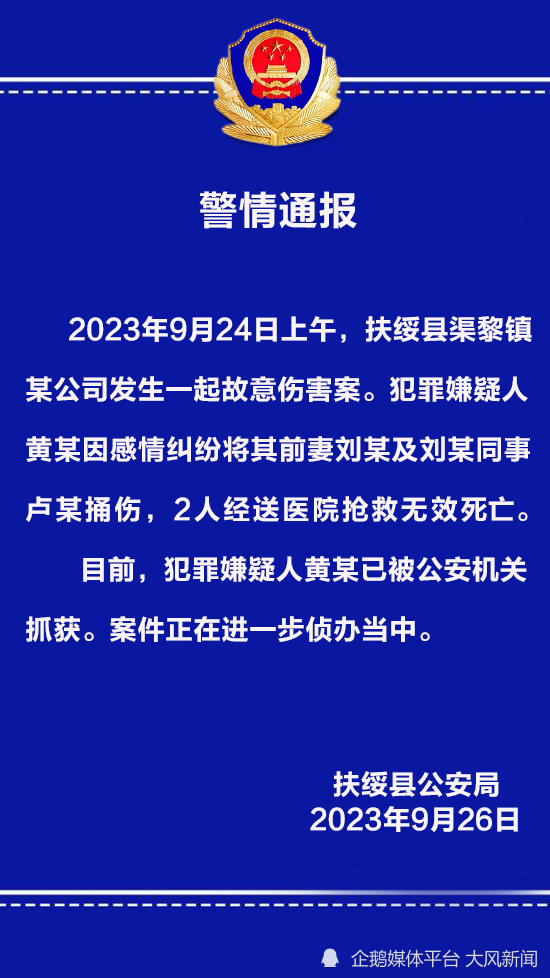 警情通报
2023年9月24日上午，扶绥县渠黎镇
某公司发生一起故意伤害案。犯罪嫌疑人
黄某因感情纠纷将其前妻刘某及刘某同事
卢某捅伤，2人经送医院抢救无效死亡。
目前，犯罪嫌疑人黄某已被公安机关
抓获。案件正在进一步侦办当中。
扶绥县公安局
2023年9月26日
企鹅媒体平台 大风新闻